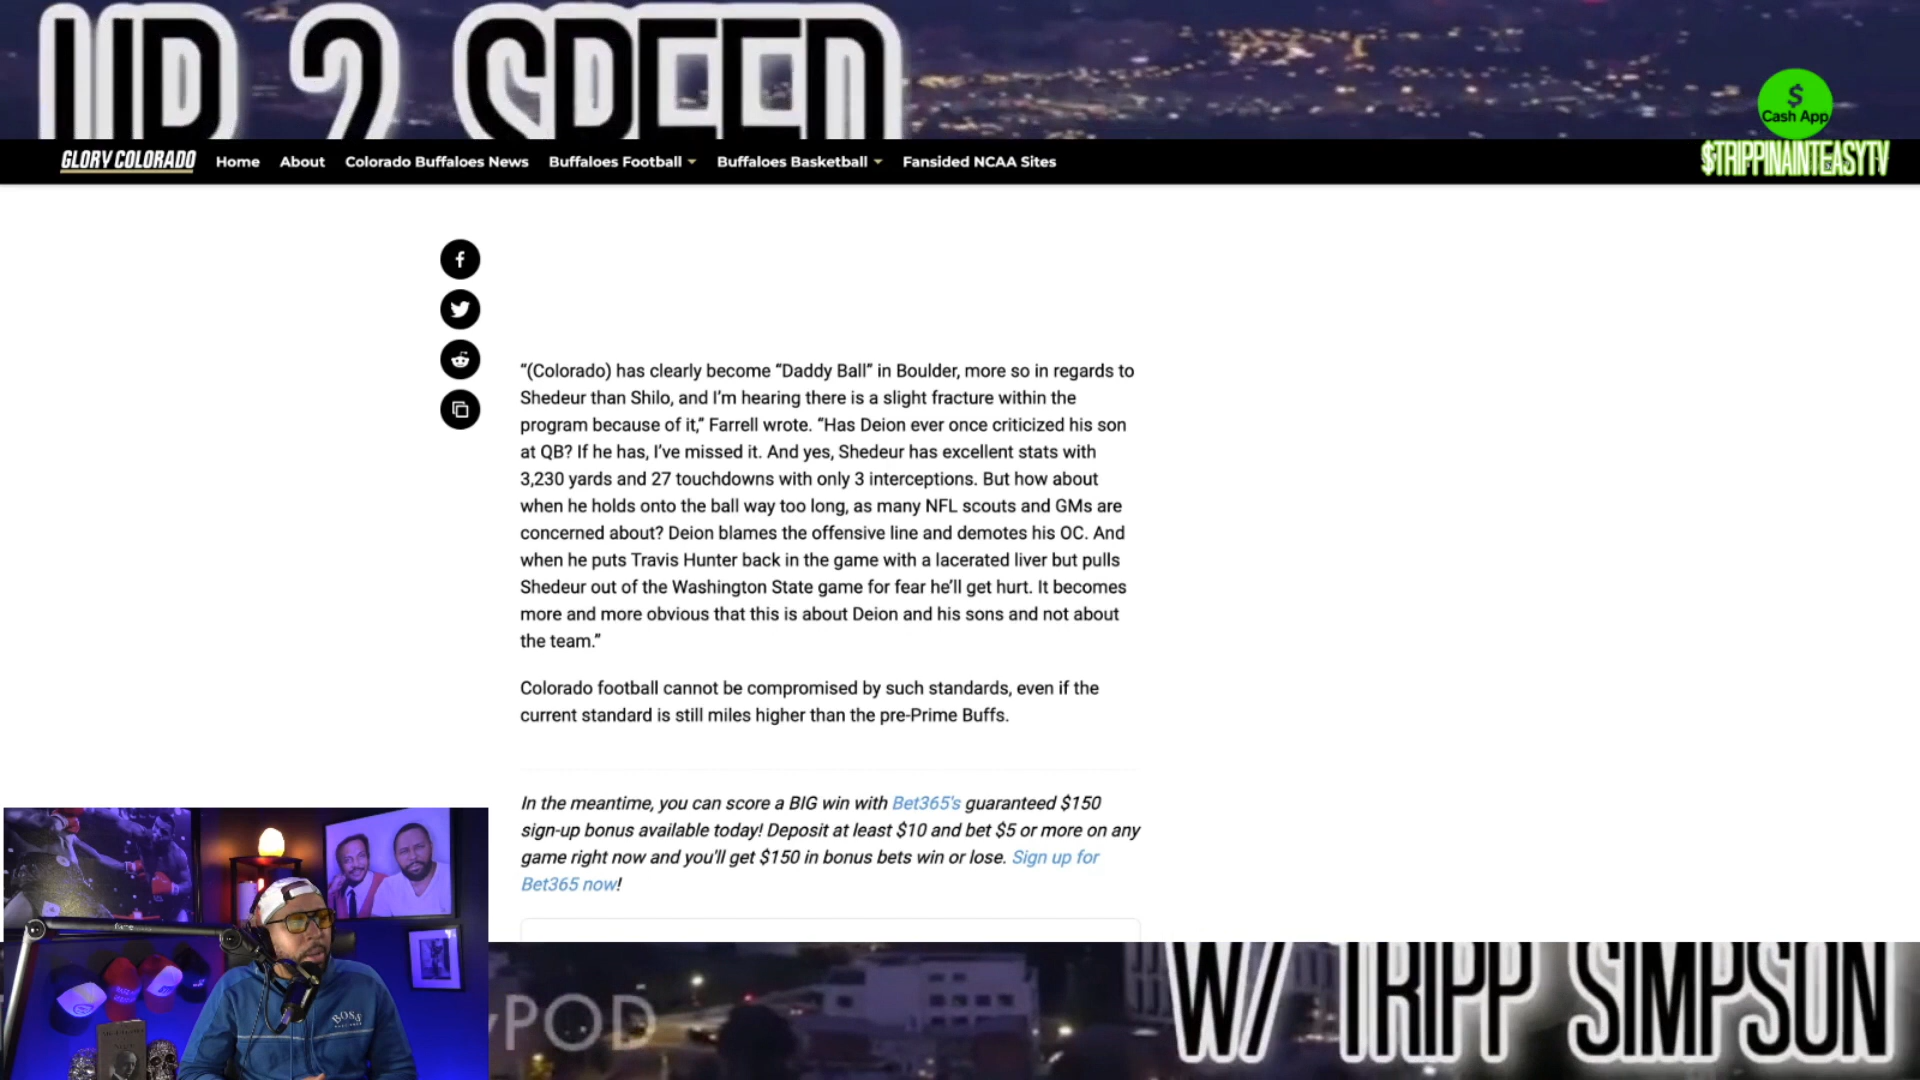 UP 2 SPEED
$
Cash App
$TRIPPINAINTEASYTV
GLORY COLORADO Home About Colorado Buffaloes News Buffaloes Football Buffaloes Basketball Fansided NCAA Sites
“(Colorado) has clearly become “Daddy Ball” in Boulder, more so in regards to
Shedeur than Shilo, and I’m hearing there is a slight fracture within the
program because of it,” Farrell wrote. “Has Deion ever once criticized his son
at QB? If he has, I’ve missed it. And yes, Shedeur has excellent stats with
3,230 yards and 27 touchdowns with only 3 interceptions. But how about
when he holds onto the ball way too long, as many NFL scouts and GMs are
concerned about? Deion blames the offensive line and demotes his OC. And
when he puts Travis Hunter back in the game with a lacerated liver but pulls
Shedeur out of the Washington State game for fear he’ll get hurt. It becomes
more and more obvious that this is about Deion and his sons and not about
the team.”
Colorado football cannot be compromised by such standards, even if the
current standard is still miles higher than the pre-Prime Buffs.
In the meantime, you can score a BIG win with Bet365's guaranteed $150
sign-up bonus available today! Deposit at least $10 and bet $5 or more on any
game right now and you'll get $150 in bonus bets win or lose. Sign up for
Bet365 now!
BOSS
POD
W/ TRIPP SIMPSON